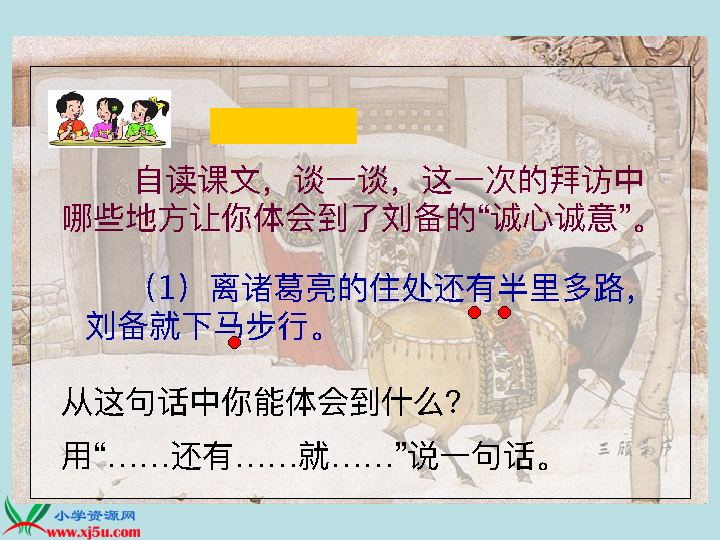 自读课文，谈一谈，这一次的拜访中
哪些地方让你体会到了刘备的“诚心诚意”。
（1）离诸葛亮的住处还有半里多路，
刘备就下马步行。
从这句话中你能体会到什么？
用“……还有……就……”说一句话。
三顾茅庐
小学资源网
www.xj5u.com